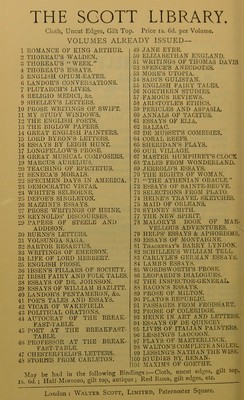 THE SCOTT LIBRARY.
Cloth, Uncut Edges, Gilt Top. Price 1s. 6d. per Volume.
VOLUMES ALREADY ISSUED—
1 ROMANCE OF KING ARTHUR.
2 THOREAU'S WALDEN.
3 THOREAU'S "WEEK."
4 THOREAU'S ESSAYS.
5 ENGLISH OPIUM-EATER.
6 LANDOR'S CONVERSATIONS.
7 PLUTARCH'S LIVES.
8 RELIGIO MEDICI, &c.
9 SHELLEY'S LETTERS.
10 PROSE WRITINGS OF SWIFT.
11 MY STUDY WINDOWS.
12 THE ENGLISH POETS.
13 THE BIGLOW PAPERS.
14 GREAT ENGLISH PAINTERS.
15 LORD BYRON'S LETTERS.
16 ESSAYS BY LEIGH HUNT.
17 LONGFELLOW'S PROSE.
18 GREAT MUSICAL COMPOSERS.
19 MARCUS AURELIUS.
20 TEACHING OF EPICTETUS.
21 SENECA'S MORALS.
22 SPECIMEN DAYS IN AMERICA.
23 DEMOCRATIC VISTAS.
24 WHITE'S SELBORNE.
25 DEFOE'S SINGLETON.
26 MAZZINI'S ESSAYS.
27 PROSE WRITINGS OF HEINE.
28 REYNOLDS' DISCOURSES.
29 PAPERS OF STEELE AND ADDISON.
30 BURNS'S LETTERS.
31 VOLSUNGA SAGA.
32 SARTOR RESARTUS.
33 WRITINGS OF EMERSON.
34 LIFE OF LORD HERBERT.
35 ENGLISH PROSE.
36 IBSEN'S PILLARS OF SOCIETY.
37 IRISH FAIRY AND FOLK TALES.
38 ESSAYS OF DR. JOHNSON.
39 ESSAYS OF WILLIAM HAZLITT.
40 LANDOR'S PENTAMERON, &c.
41 POE'S TALES AND ESSAYS.
42 VICAR OF WAKEFIELD.
43 POLITICAL ORATIONS.
44 AUTOCRAT OF THE BREAKFAST-TABLE.
45 POET AT THE BREAKFAST-TABLE.
46 PROFESSOR AT THE BREAKFAST-TABLE.
47 CHESTERFIELD'S LETTERS.
48 STORIES FROM CARLETON.
49 JANE EYRE.
50 ELIZABETHAN ENGLAND.
51 WRITINGS OF THOMAS DAVIS.
52 SPENCE'S ANECDOTES.
53 MORE'S UTOPIA.
54 SADI'S GULISTAN.
55 ENGLISH FAIRY TALES.
56 NORTHERN STUDIES.
57 FAMOUS REVIEWS.
58 ARISTOTLE'S ETHICS.
59 PERICLES AND ASPASIA.
60 ANNALS OF TACITUS.
61 ESSAYS OF ELIA.
62 BALZAC.
63 DE MUSSET'S COMEDIES.
64 CORAL REEFS.
65 SHERIDAN'S PLAYS.
66 OUR VILLAGE.
67 MASTER HUMPHREY'S CLOCK
68 TALES FROM WONDERLAND.
69 JERROLD'S ESSAYS.
70 THE RIGHTS OF WOMAN.
71 "THE ATHENIAN ORACLE."
72 ESSAYS OF SAINTE-BEUVE.
73 SELECTIONS FROM PLATO
74 HEINE'S TRAVEL SKETCHES.
75 MAID OF ORLEANS.
76 SYDNEY SMITH.
77 THE NEW SPIRIT.
78 MALORY'S BOOK OF MARVELLOUS ADVENTURES.
79 HELPS' ESSAYS & APHORISMS.
80 ESSAYS OF MONTAIGNE.
81 THACKERAY'S BARRY LYNDON.
82 SCHILLER'S WILLIAM TELL.
83 CARLYLE'S GERMAN ESSAYS.
84 LAMB'S ESSAYS.
85 WORDSWORTH'S PROSE.
86 LEOPARDI'S DIALOGUES.
87 THE INSPECTOR-GENERAL.
88 BACON'S ESSAYS.
89 PROSE OF MILTON.
90 PLATO'S REPUBLIC.
91 PASSAGES FROM FROISSART.
92 PROSE OF COLERIDGE.
93 HEINE IN ART AND LETTERS.
94 ESSAYS OF DE QUINCEY.
95 LIVES OF ITALIAN PAINTERS.
96 LESSING'S LAOCOON.
97 PLAYS OF MAETERLINCK.
98 WALTON'S COMPLETE ANGLER.
99 LESSING'S NATHAN THE WISE.
100 STUDIES BY RENAN.
101 MAXIMS OF GOETHE.
May be had in the following Bindings:—Cloth, uncut edges, gilt top, 1s. 6d.; Half-Morocco, gilt top, antique; Red Roan, gilt edges, etc.
London: WALTER SCOTT, LIMITED, Paternoster Square.